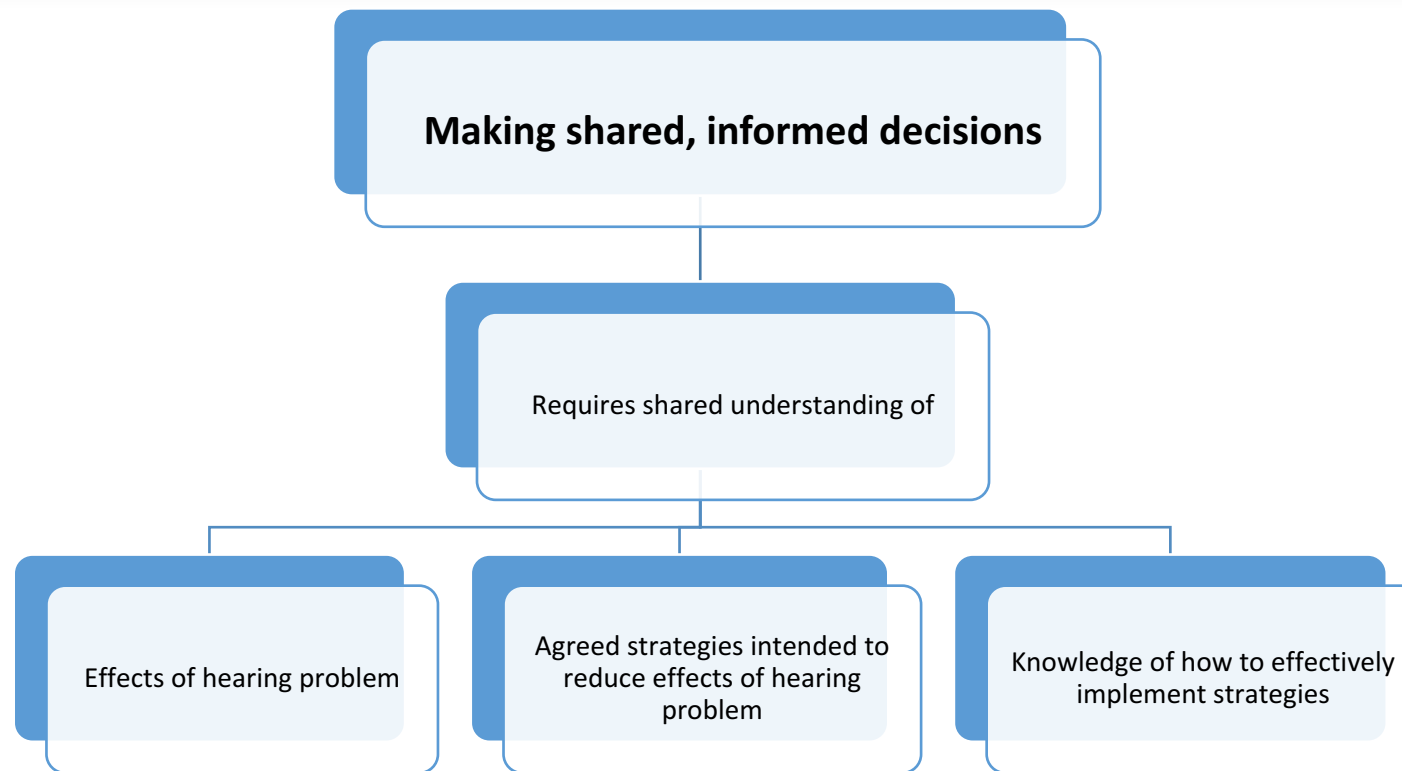 Making shared, informed decisions
Requires shared understanding of
Effects of hearing problem
Agreed strategies intended to
reduce effects of hearing
problem
Knowledge of how to effectively
implement strategies